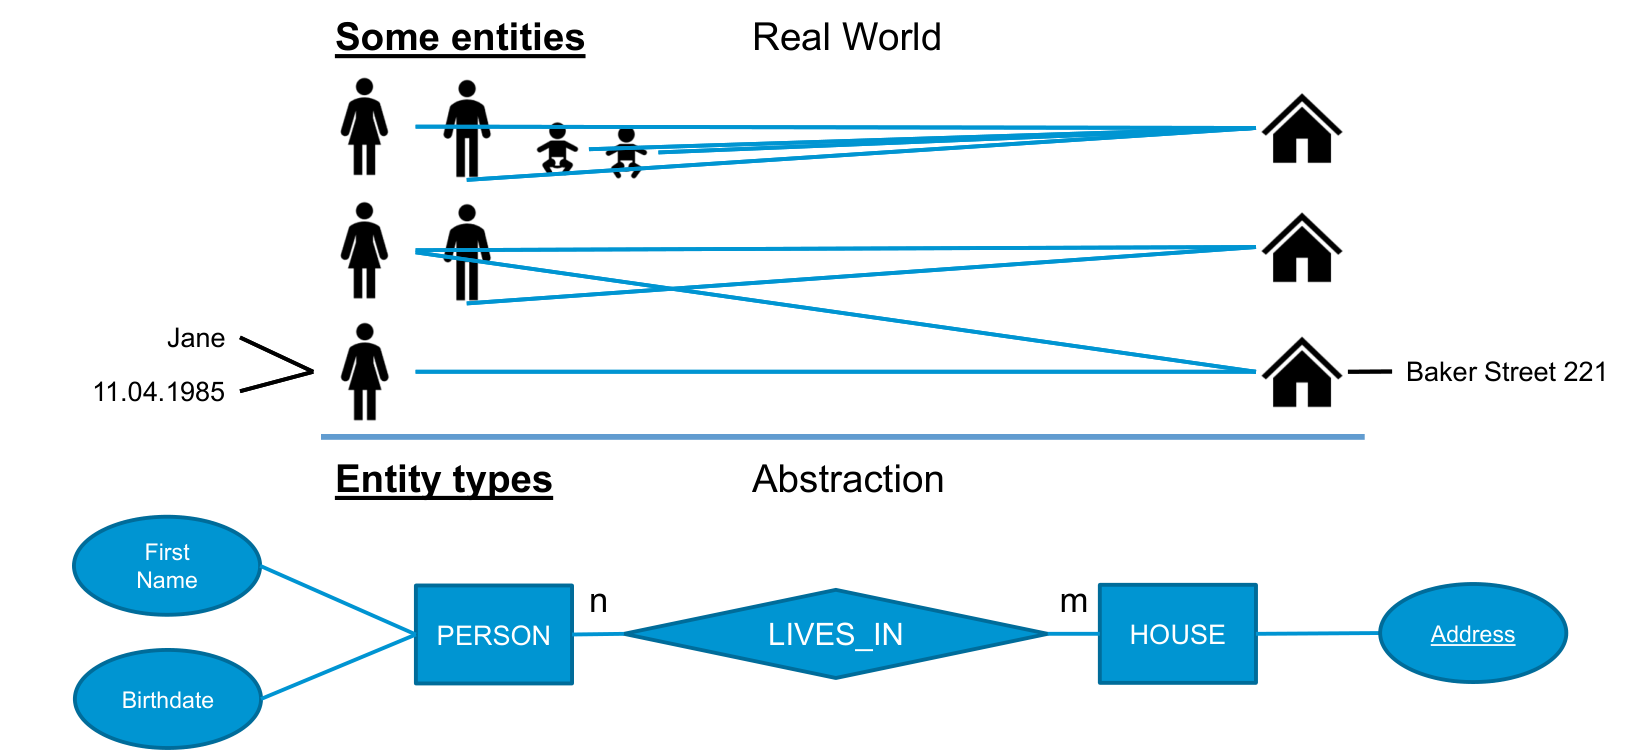 Some entities
Real World
Jane
11.04.1985
Baker Street 221
Entity types
Abstraction
First
Name
Birthdate
PERSON
n
LIVES_IN
m
HOUSE
Address